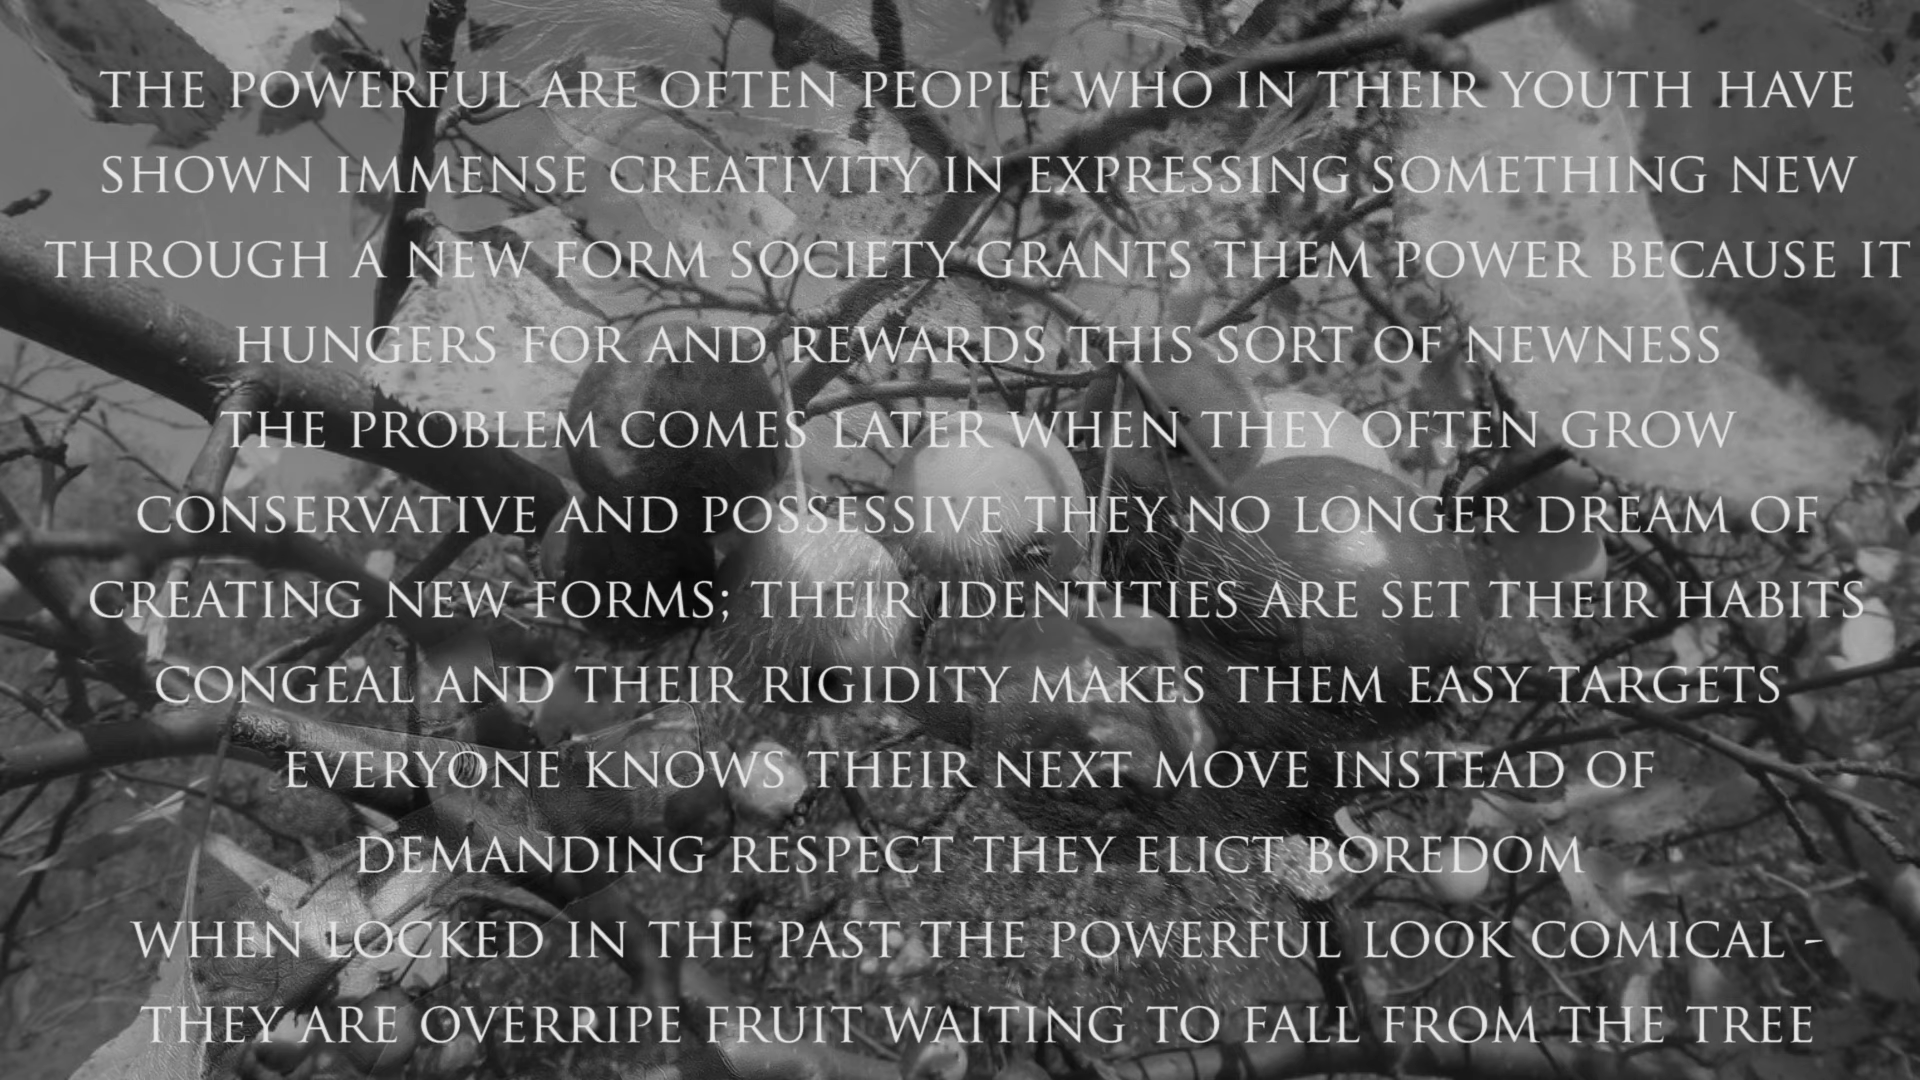 THE POWERFUL ARE OFTEN PEOPLE WHO IN THEIR YOUTH HAVE
SHOWN IMMENSE CREATIVITY IN EXPRESSING SOMETHING NEW
THROUGH A NEW FORM SOCIETY GRANTS THEM POWER BECAUSE IT
HUNGERS FOR AND REWARDS THIS SORT OF NEWNESS
THE PROBLEM COMES LATER WHEN THEY OFTEN GROW
CONSERVATIVE AND POSSESSIVE THEY NO LONGER DREAM OF
CREATING NEW FORMS; THEIR IDENTITIES ARE SET THEIR HABITS
CONGEAL AND THEIR RIGIDITY MAKES THEM EASY TARGETS
EVERYONE KNOWS THEIR NEXT MOVE INSTEAD OF
DEMANDING RESPECT THEY ELICT BOREDOM
WHEN LOCKED IN THE PAST THE POWERFUL LOOK COMICAL -
THEY ARE OVERRIPE FRUIT WAITING TO FALL FROM THE TREE